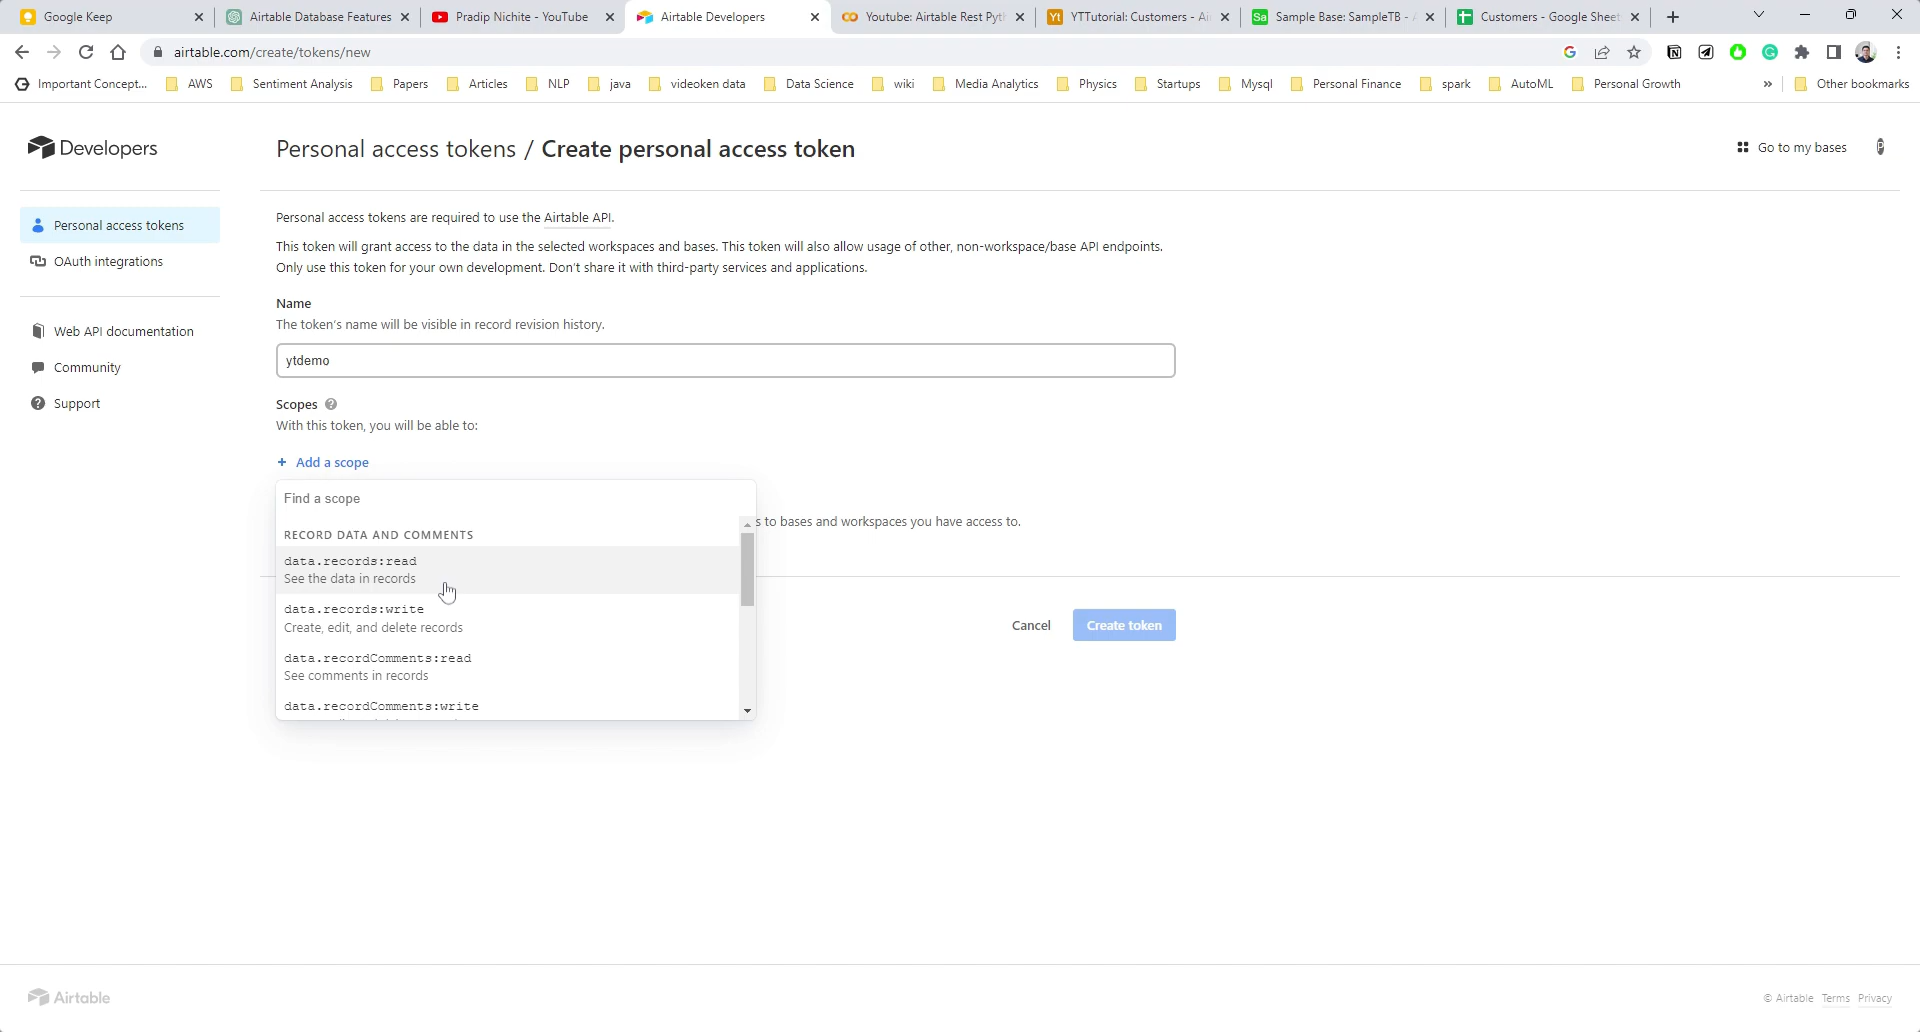 Google Keep
Airtable Database Features
Pradip Nichite - YouTube
Airtable Developers
Youtube: Airtable Rest Pyt
YTTutorial: Customers - Ai
Sample Base: SampleTB -
Customers - Google Sheet
airtable.com/create/tokens/new
Important Concept...
AWS
Sentiment Analysis
Papers
Articles
NLP
java
videoken data
Data Science
wiki
Media Analytics
Physics
Startups
Mysql
Personal Finance
spark
AutoML
Personal Growth
»
Other bookmarks
Developers
Personal access tokens / Create personal access token
Go to my bases
Personal access tokens
OAuth integrations
Web API documentation
Community
Support
Personal access tokens are required to use the Airtable API.
This token will grant access to the data in the selected workspaces and bases. This token will also allow usage of other, non-workspace/base API endpoints.
Only use this token for your own development. Don't share it with third-party services and applications.
Name
The token's name will be visible in record revision history.
ytdemo
Scopes
With this token, you will be able to:
+ Add a scope
Find a scope
RECORD DATA AND COMMENTS
s to bases and workspaces you have access to.
data.records:read
See the data in records
data.records:write
Create, edit, and delete records
data.recordComments:read
See comments in records
data.recordComments:write
Cancel
Create token
Airtable
© Airtable Terms Privacy